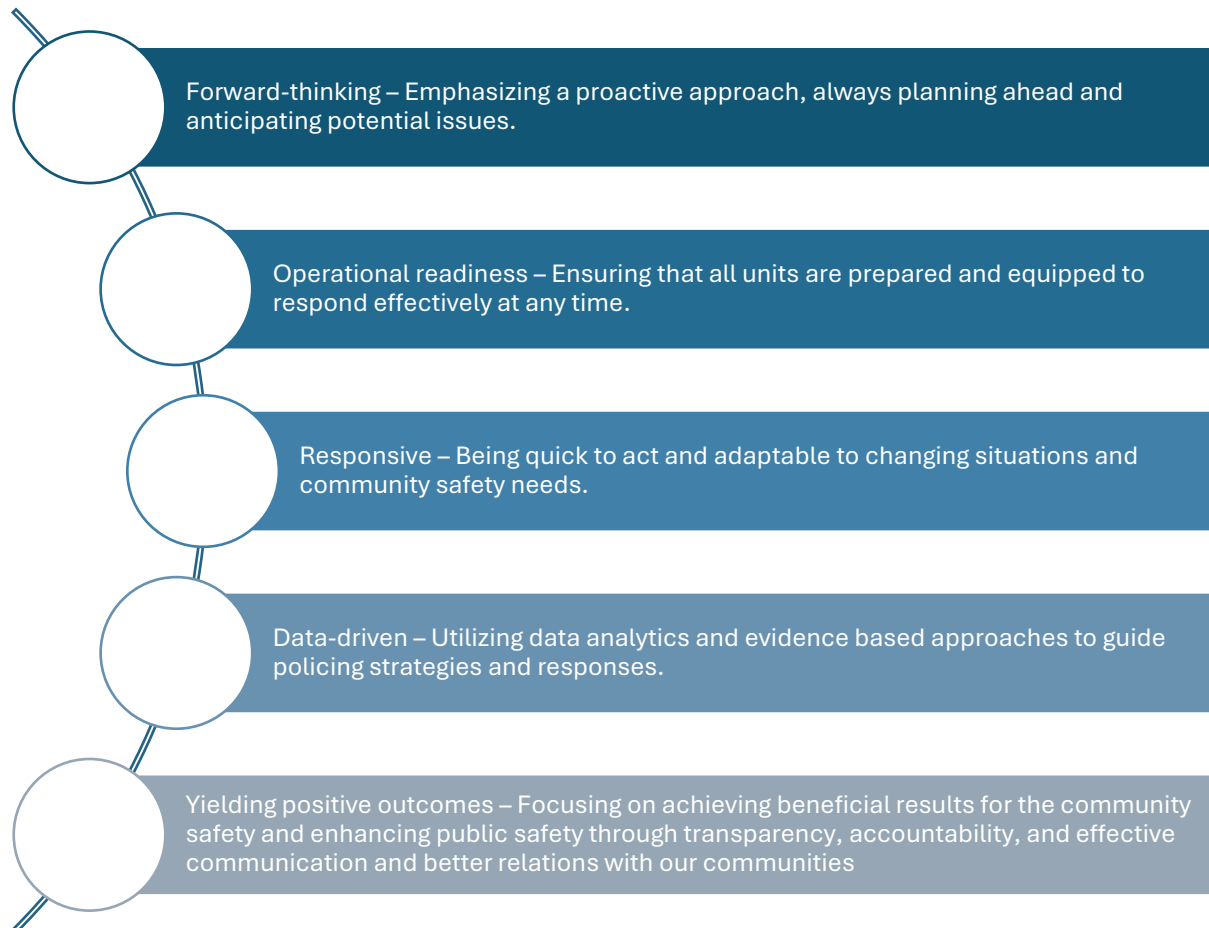 Forward-thinking – Emphasizing a proactive approach, always planning ahead and
anticipating potential issues.
Operational readiness – Ensuring that all units are prepared and equipped to
respond effectively at any time.
Responsive – Being quick to act and adaptable to changing situations and
community safety needs.
Data-driven – Utilizing data analytics and evidence based approaches to guide
policing strategies and responses.
Yielding positive outcomes – Focusing on achieving beneficial results for the community
safety and enhancing public safety through transparency, accountability, and effective
communication and better relations with our communities